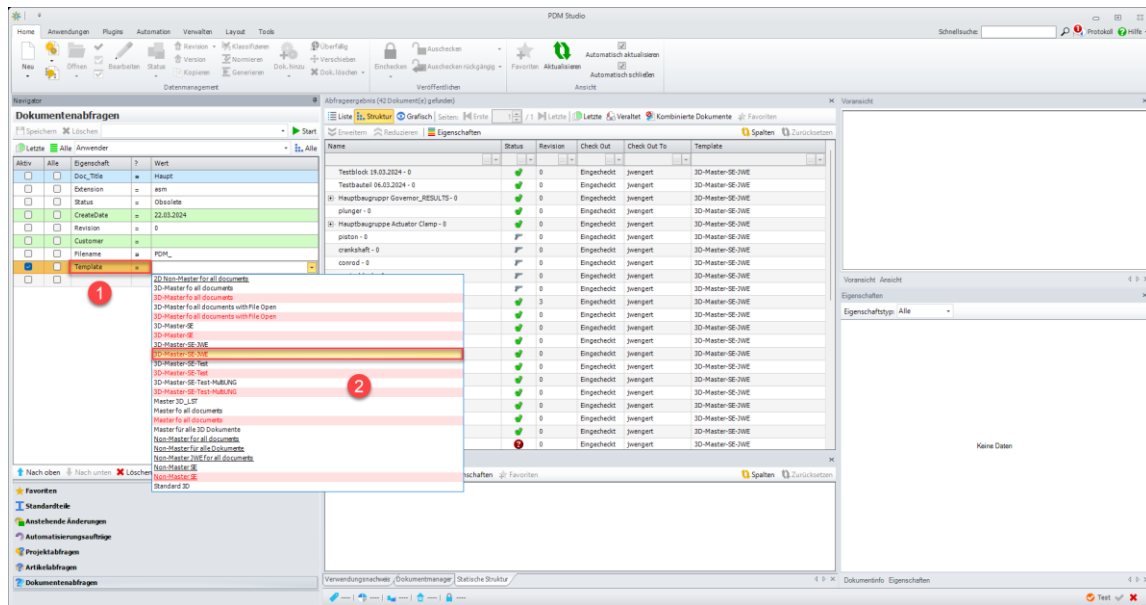 PDM Studio
Home Anwendungen Plugins Automation Verwalten Layout Tools
Schnellsuche: Protokoll Hilfe
Neu Öffnen Bearbeiten Status
Revision Klassifizieren
Version Normieren
Kopieren Generieren
Dok. hinzu
Überfällig
Verschieben
Dok. löschen
Einchecken
Auschecken
Auschecken rückgängig
Favoriten Aktualisieren
Automatisch aktualisieren
Automatisch schließen
Datenmanagement Veröffentlichen Ansicht
Navigator
Dokumentenabfragen
Speichern Löschen Start
Letzte Alle Anwender Alle
Aktiv Alle Eigenschaft ? Wert
Doc_Title = Haupt
Extension = asm
Status = Obsolete
CreateDate = 22.03.2024
Revision = 0
Customer =
Filename = PDM_
Template =
1
2D Non-Master for all documents
3D-Master fo all documents
3D-Master fo all documents
3D-Master fo all documents with File Open
3D-Master fo all documents with File Open
3D-Master-SE
3D-Master-SE
3D-Master-SE-JWE
3D-Master-SE-JWE
3D-Master-SE-Test
3D-Master-SE-Test
3D-Master-SE-Test-MultiUNG
3D-Master-SE-Test-MultiUNG
Master 3D_LST
Master fo all documents
Master fo all documents
Master für alle 3D Dokumente
Non-Master for all documents
Non-Master für alle Dokumente
Non-Master JWE for all documents
Non-Master SE
Non-Master SE
Standard 3D
2
Nach oben Nach unten Löschen
Favoriten
Standardteile
Anstehende Änderungen
Automatisierungsaufträge
Projektabfragen
Artikelabfragen
Dokumentenabfragen
Abfrageergebnis (42 Dokument(e) gefunden)
Liste Struktur Grafisch Seiten: Erste 1 / 1 Letzte Letzte Veraltet Kombinierte Dokumente Favoriten
Erweitern Reduzieren Eigenschaften Spalten Zurücksetzen
Name Status Revision Check Out Check Out To Template
Testblock 19.03.2024 - 0 0 Eingecheckt jwengert 3D-Master-SE-JWE
Testbauteil 06.03.2024 - 0 0 Eingecheckt jwengert 3D-Master-SE-JWE
Hauptbaugruppr Governor_RESULTS - 0 0 Eingecheckt jwengert 3D-Master-SE-JWE
plunger - 0 0 Eingecheckt jwengert 3D-Master-SE-JWE
Hauptbaugruppe Actuator Clamp - 0 0 Eingecheckt jwengert 3D-Master-SE-JWE
piston - 0 0 Eingecheckt jwengert 3D-Master-SE-JWE
crankshaft - 0 0 Eingecheckt jwengert 3D-Master-SE-JWE
conrod - 0 0 Eingecheckt jwengert 3D-Master-SE-JWE
0 Eingecheckt jwengert 3D-Master-SE-JWE
0 Eingecheckt jwengert 3D-Master-SE-JWE
3 Eingecheckt jwengert 3D-Master-SE-JWE
0 Eingecheckt jwengert 3D-Master-SE-JWE
0 Eingecheckt jwengert 3D-Master-SE-JWE
0 Eingecheckt jwengert 3D-Master-SE-JWE
0 Eingecheckt jwengert 3D-Master-SE-JWE
0 Eingecheckt jwengert 3D-Master-SE-JWE
0 Eingecheckt jwengert 3D-Master-SE-JWE
0 Eingecheckt jwengert 3D-Master-SE-JWE
0 Eingecheckt jwengert 3D-Master-SE-JWE
0 Eingecheckt jwengert 3D-Master-SE-JWE
0 Eingecheckt jwengert 3D-Master-SE-JWE
0 Eingecheckt jwengert 3D-Master-SE-JWE
Favoriten Spalten Zurücksetzen
Verwendungsnachweis Dokumentmanager Statische Struktur
Voransicht
Voransicht Ansicht
Eigenschaften
Eigenschaftstyp: Alle
Keine Daten
Dokumentinfo Eigenschaften
Test